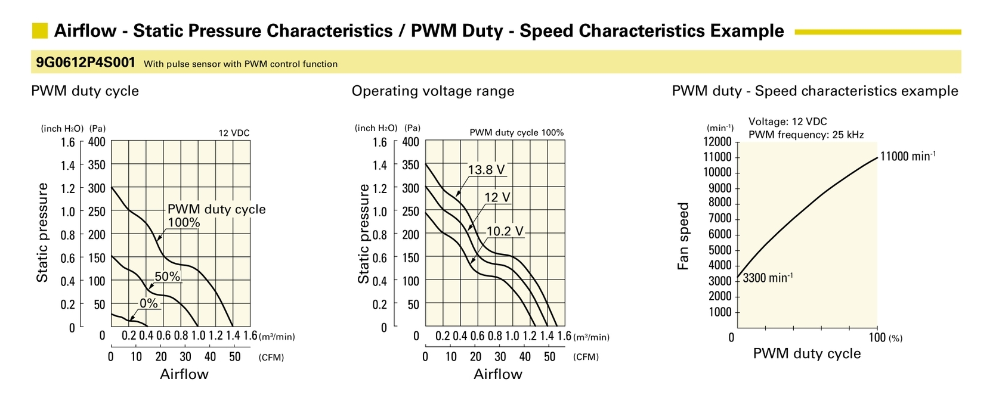 Airflow - Static Pressure Characteristics / PWM Duty - Speed Characteristics Example
9G0612P4S001 With pulse sensor with PWM control function
PWM duty cycle
(inch H₂O) (Pa)
12 VDC
1.6 400
1.4 350
1.2 300
1.0 250
0.8 200
0.6 150
0.4 100
0.2 50
0 0
Static pressure
PWM duty cycle
100%
50%
0%
0.2 0.4 0.6 0.8 1.0 1.2 1.4 1.6 (m³/min)
0 10 20 30 40 50 (CFM)
Airflow
Operating voltage range
(inch H₂O) (Pa)
PWM duty cycle 100%
1.6 400
1.4 350
1.2 300
1.0 250
0.8 200
0.6 150
0.4 100
0.2 50
0 0
Static pressure
13.8 V
12 V
10.2 V
0.2 0.4 0.6 0.8 1.0 1.2 1.4 1.6 (m³/min)
0 10 20 30 40 50 (CFM)
Airflow
PWM duty - Speed characteristics example
Voltage: 12 VDC
PWM frequency: 25 kHz
(min⁻¹)
12000
11000
10000
9000
8000
7000
6000
5000
4000
3000
2000
1000
0
Fan speed
11000 min⁻¹
3300 min⁻¹
100 (%)
PWM duty cycle